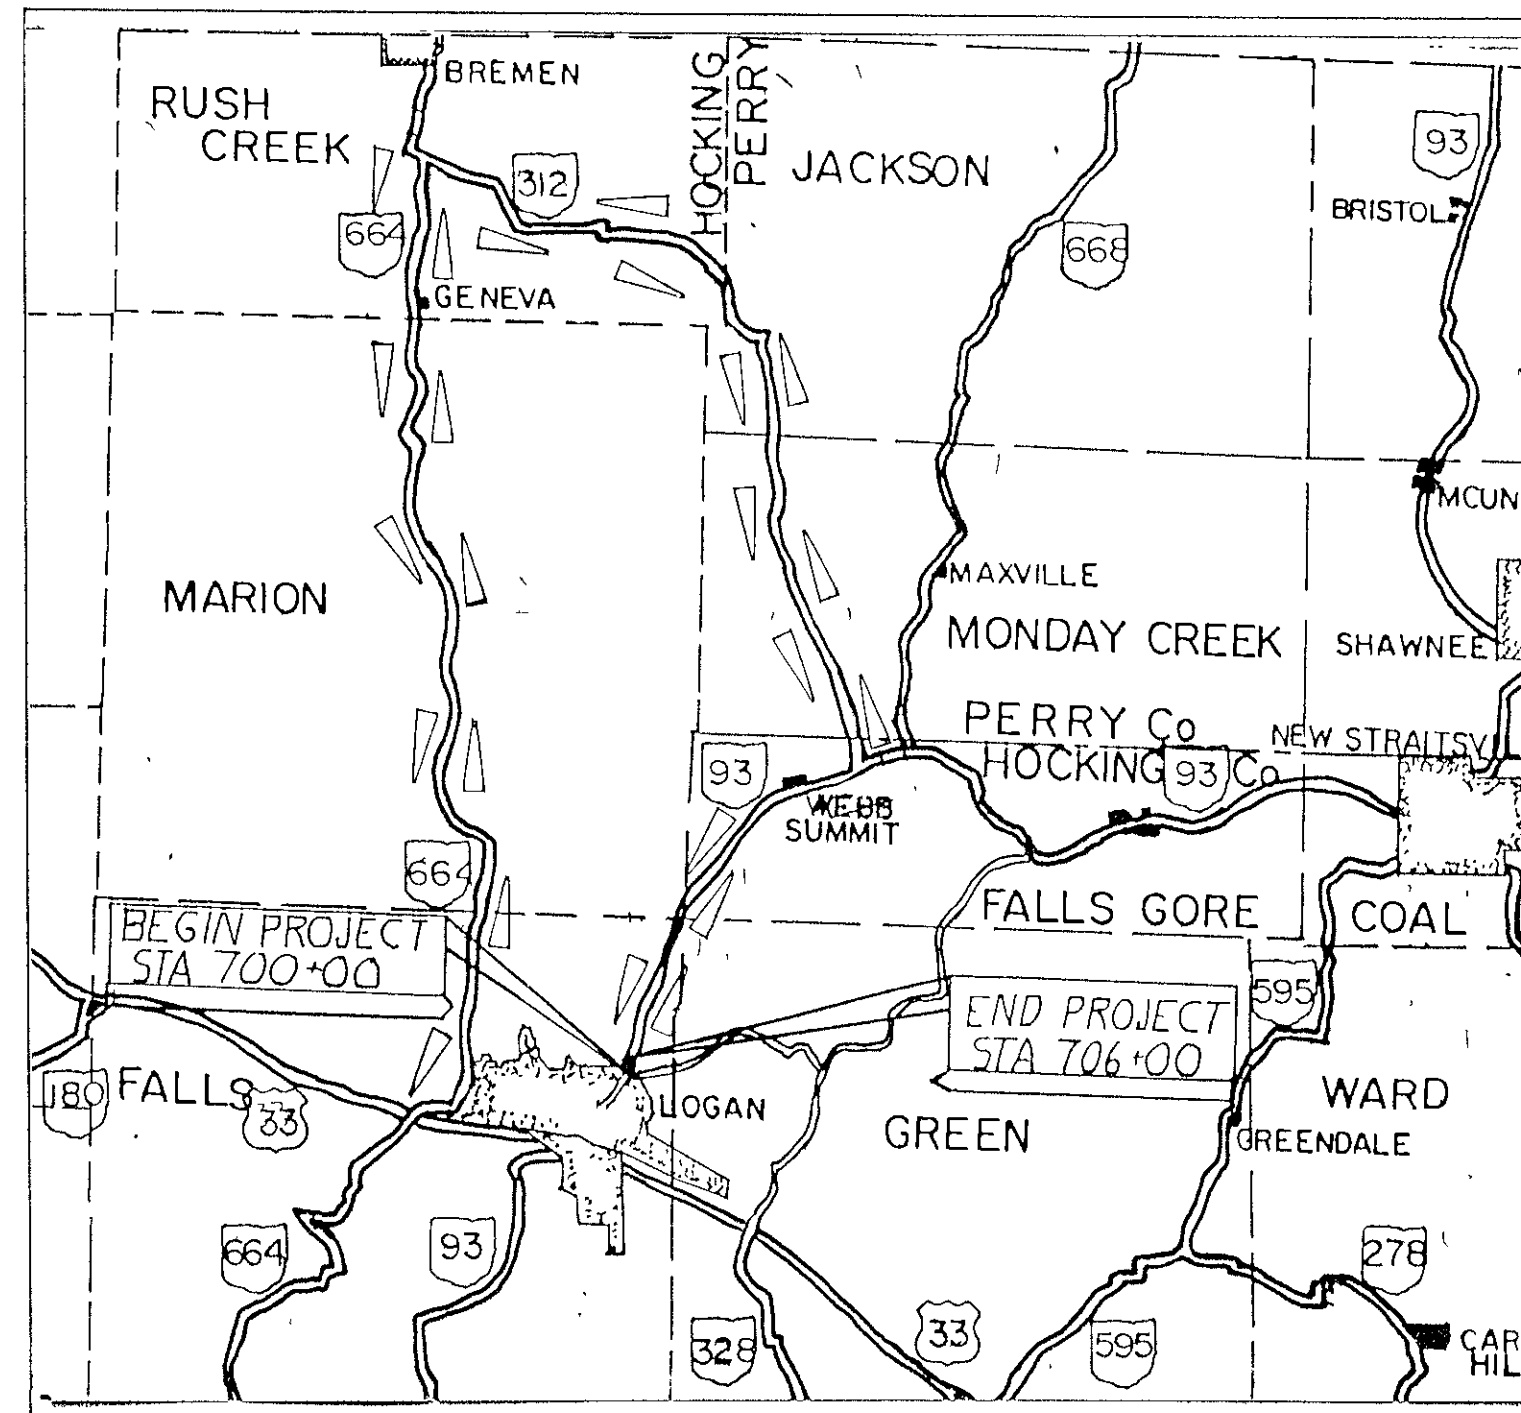 BREMEN
RUSH
CREEK
HOCKING
PERRY
JACKSON
93
312
BRISTOL
664
668
GENEVA
MCUN
MARION
MAXVILLE
MONDAY CREEK
SHAWNEE
PERRY Co
HOCKING Co
NEW STRAITSV
93
93
WEBB
SUMMIT
664
FALLS GORE
COAL
BEGIN PROJECT
STA 700+00
595
END PROJECT
STA 706+00
180
FALLS
33
LOGAN
WARD
GREEN
GREENDALE
664
93
278
328
33
595
CAR
HIL